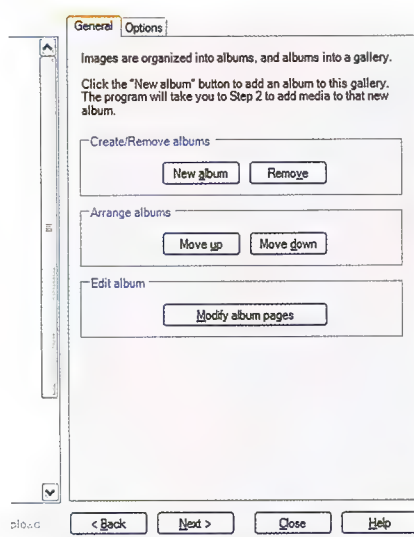 General Options
Images are organized into albums, and albums into a gallery.
Click the "New album" button to add an album to this gallery.
The program will take you to Step 2 to add media to that new
album.
Create/Remove albums
New album Remove
Arrange albums
Move up Move down
Edit album
Modify album pages
< Back Next > Close Help